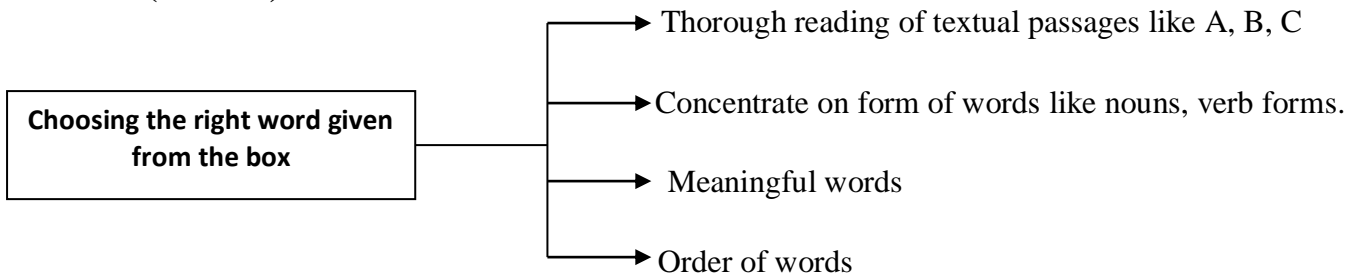 Thorough reading of textual passages like A, B, C
Choosing the right word given
from the box
Concentrate on form of words like nouns, verb forms.
Meaningful words
Order of words